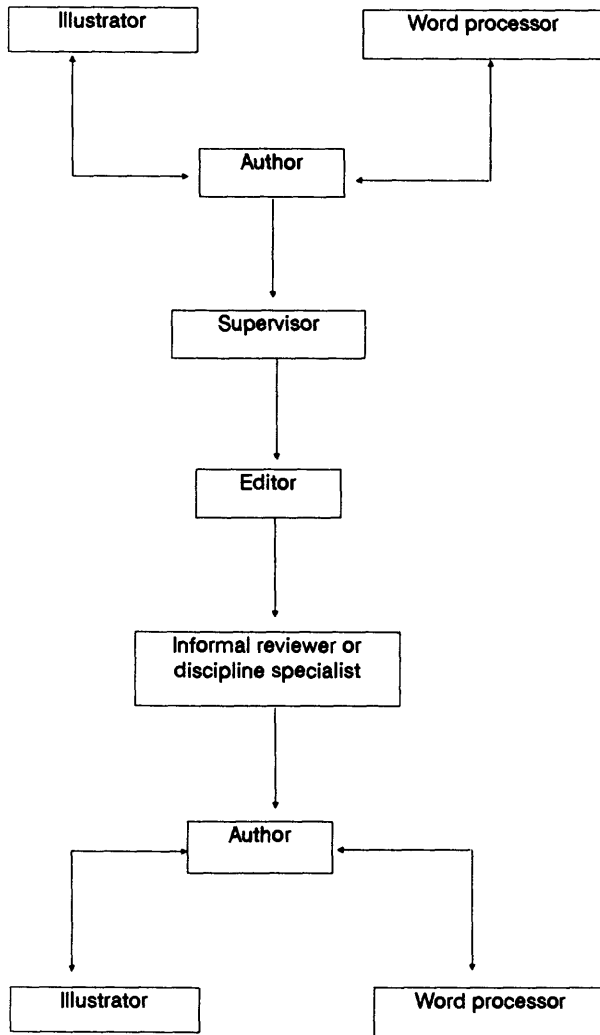 Illustrator
Word processor
Author
Supervisor
Editor
Informal reviewer or
discipline specialist
Author
Illustrator
Word processor